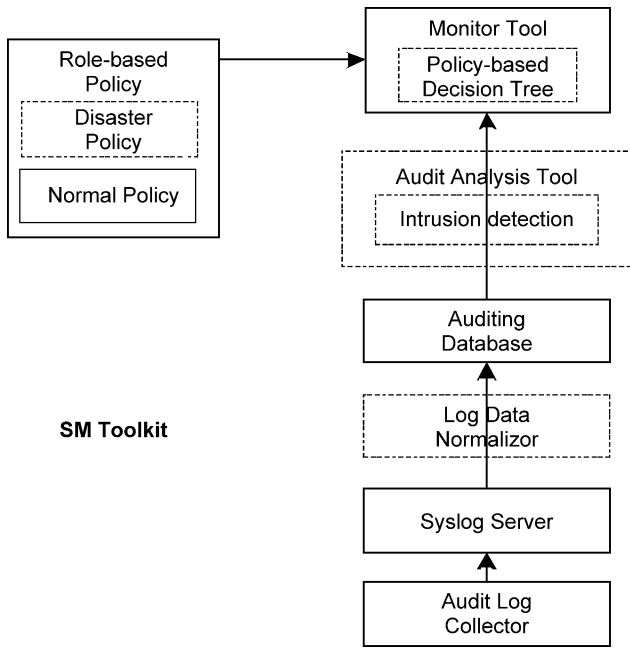 Role-based
Policy
Disaster
Policy
Normal Policy
Monitor Tool
Policy-based
Decision Tree
Audit Analysis Tool
Intrusion detection
Auditing
Database
Log Data
Normalizor
SM Toolkit
Syslog Server
Audit Log
Collector